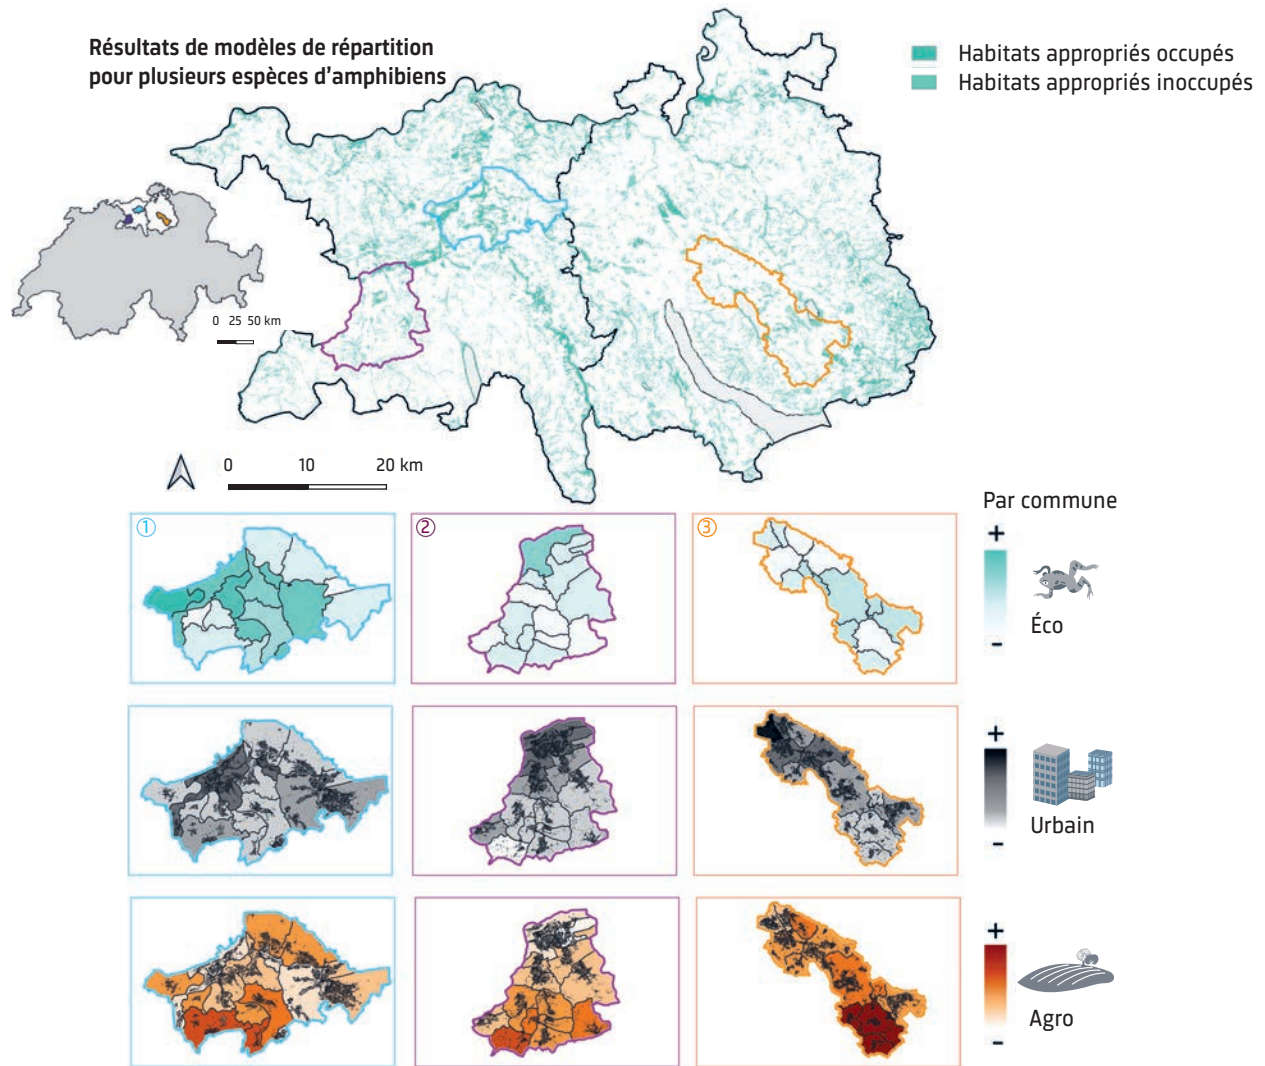 Résultats de modèles de répartition
pour plusieurs espèces d'amphibiens
Habitats appropriés occupés
Habitats appropriés inoccupés
0 25 50 km
0 10 20 km
Par commune
①
②
③
+
-
Éco
+
-
Urbain
+
-
Agro